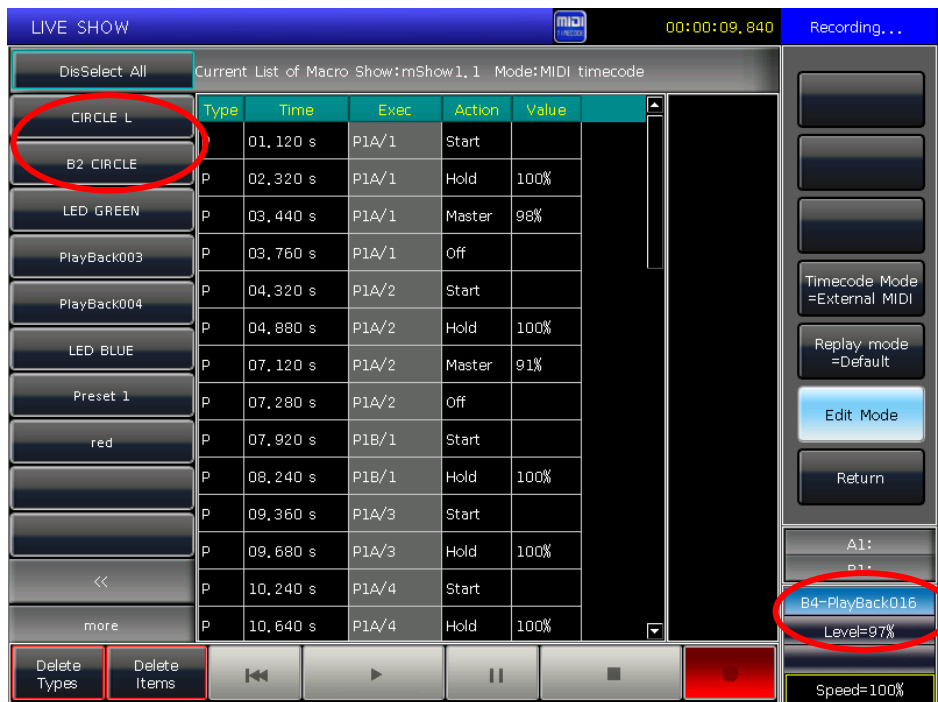 LIVE SHOW
MIDI
TIMECODE
00:00:09.840
Recording...
DisSelect All
Current List of Macro Show:mShow1.1 Mode:MIDI timecode
CIRCLE L
B2 CIRCLE
LED GREEN
PlayBack003
PlayBack004
LED BLUE
Preset 1
red
<<
more
Type Time Exec Action Value
P 01.120 s P1A/1 Start
P 02.320 s P1A/1 Hold 100%
P 03.440 s P1A/1 Master 98%
P 03.760 s P1A/1 Off
P 04.320 s P1A/2 Start
P 04.880 s P1A/2 Hold 100%
P 07.120 s P1A/2 Master 91%
P 07.280 s P1A/2 Off
P 07.920 s P1B/1 Start
P 08.240 s P1B/1 Hold 100%
P 09.360 s P1A/3 Start
P 09.680 s P1A/3 Hold 100%
P 10.240 s P1A/4 Start
P 10.640 s P1A/4 Hold 100%
Timecode Mode
=External MIDI
Replay mode
=Default
Edit Mode
Return
A1:
B4-PlayBack016
Level=97%
Speed=100%
Delete
Types
Delete
Items